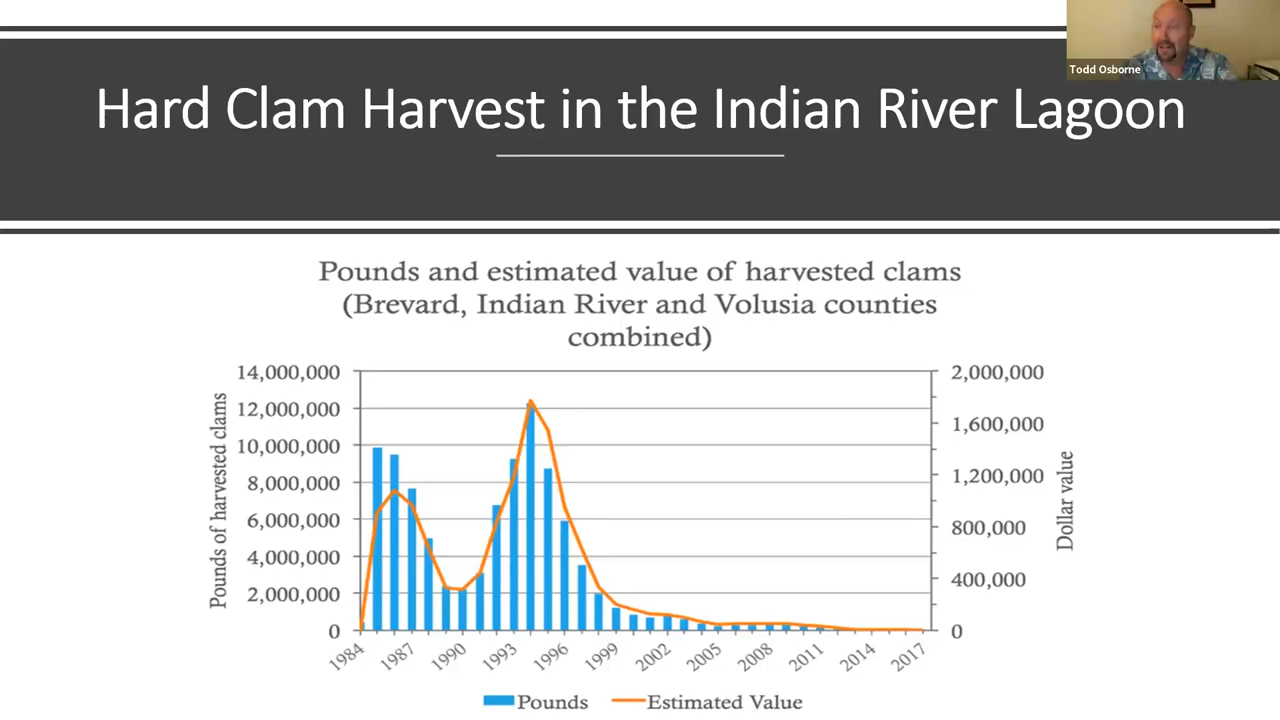 Todd Osborne
Hard Clam Harvest in the Indian River Lagoon
Pounds and estimated value of harvested clams
(Brevard, Indian River and Volusia counties
combined)
Pounds of harvested clams
14,000,000
12,000,000
10,000,000
8,000,000
6,000,000
4,000,000
2,000,000
0
2,000,000
1,600,000
1,200,000
800,000
400,000
0
Dollar value
1984 1987 1990 1993 1996 1999 2002 2005 2008 2011 2014 2017
Pounds Estimated Value